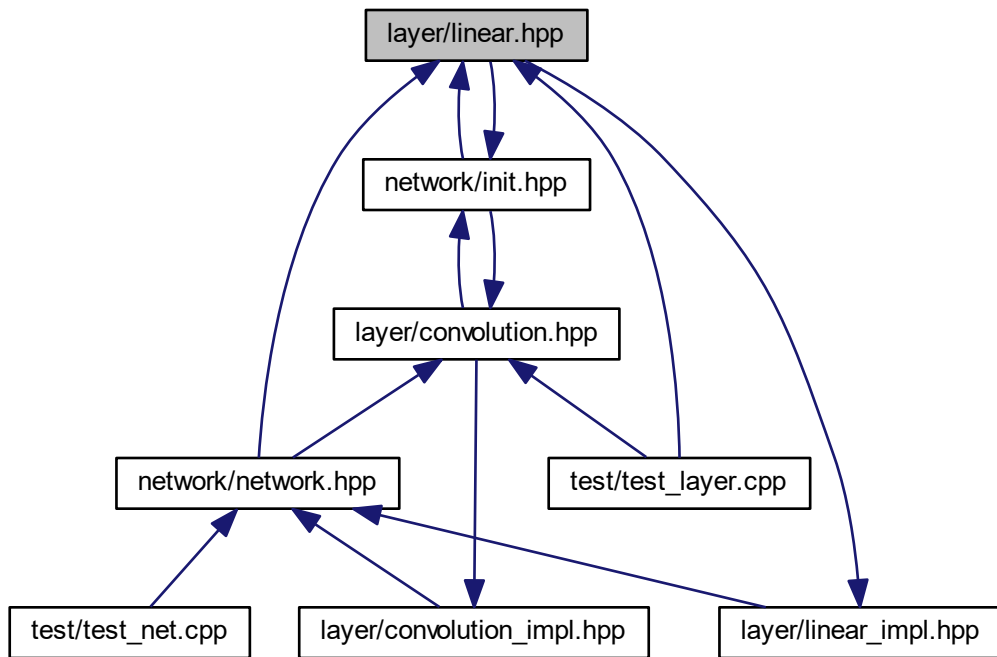 layer/linear.hpp
network/init.hpp
layer/convolution.hpp
network/network.hpp
test/test_layer.cpp
test/test_net.cpp
layer/convolution_impl.hpp
layer/linear_impl.hpp